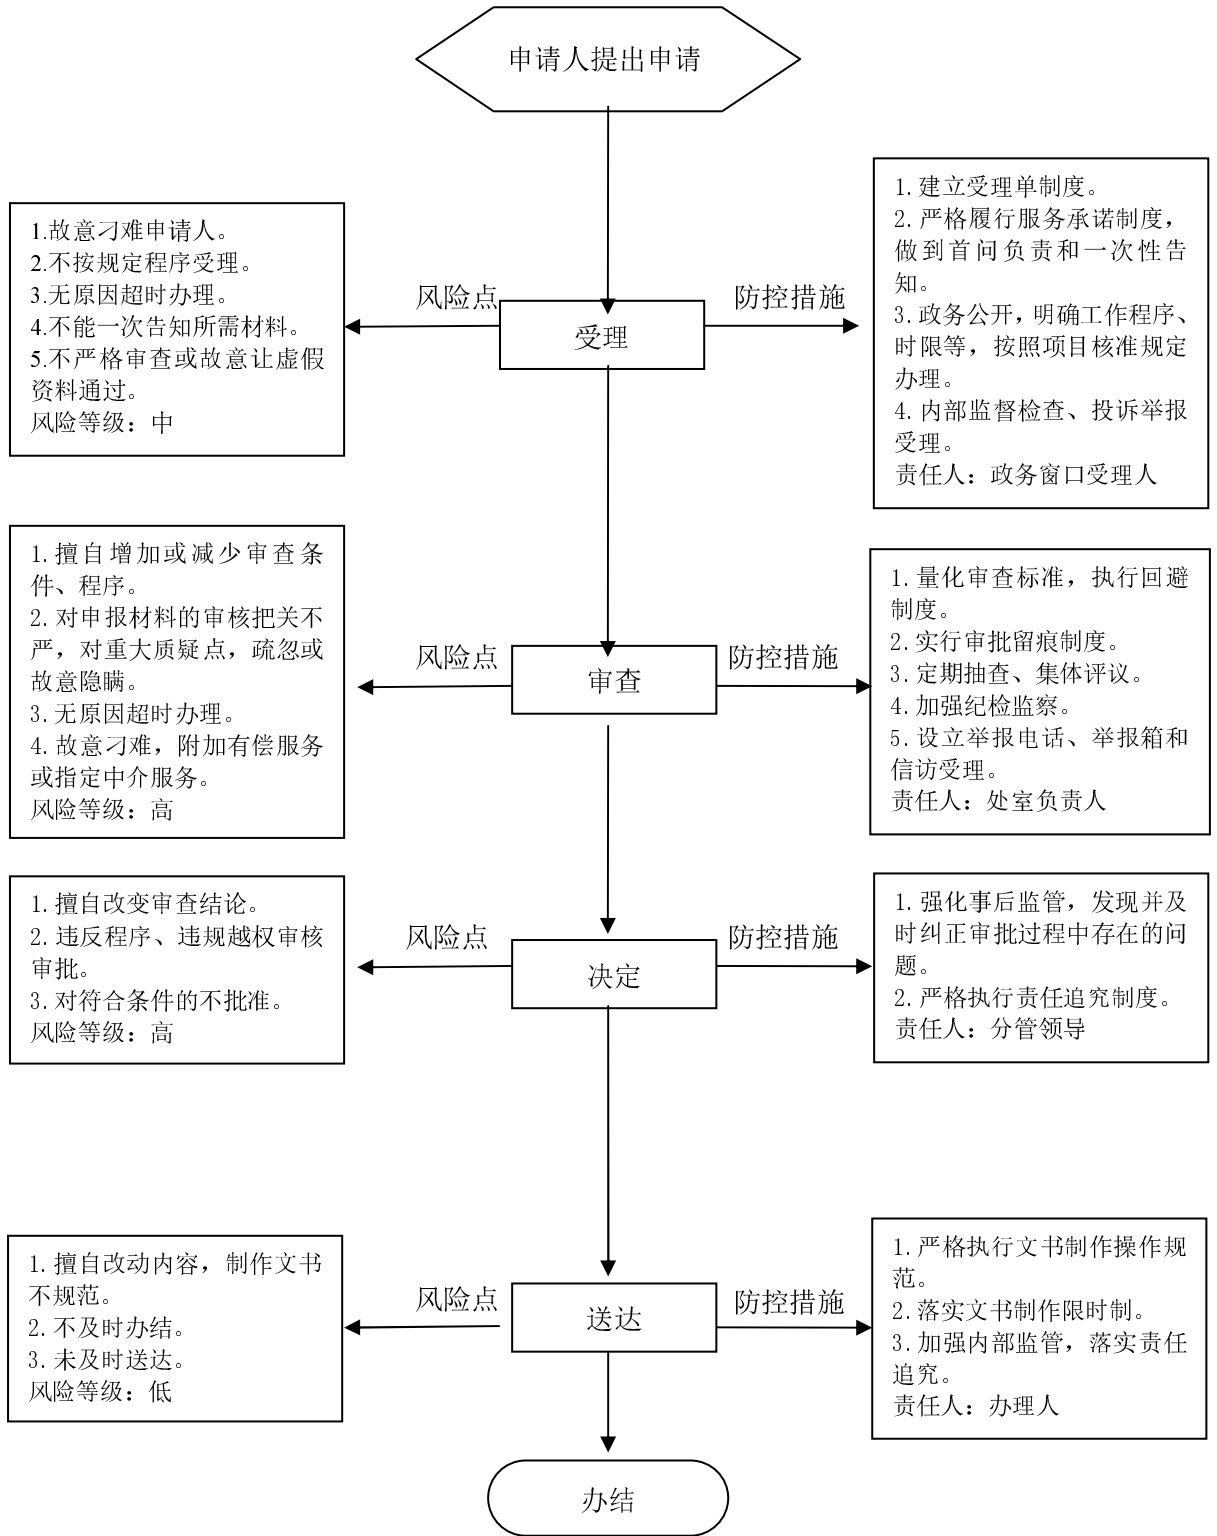 申请人提出申请
1.故意刁难申请人。
2.不按规定程序受理。
3.无原因超时办理。
4.不能一次告知所需材料。
5.不严格审查或故意让虚假
资料通过。
风险等级：中
风险点
受理
防控措施
1.建立受理单制度。
2.严格履行服务承诺制度，
做到首问负责和一次性告
知。
3.政务公开，明确工作程序、
时限等，按照项目核准规定
办理。
4.内部监督检查、投诉举报
受理。
责任人：政务窗口受理人
1.擅自增加或减少审查条
件、程序。
2.对申报材料的审核把关不
严，对重大质疑点，疏忽或
故意隐瞒。
3.无原因超时办理。
4.故意刁难，附加有偿服务
或指定中介服务。
风险等级：高
风险点
审查
防控措施
1.量化审查标准，执行回避
制度。
2.实行审批留痕制度。
3.定期抽查、集体评议。
4.加强纪检监察。
5.设立举报电话、举报箱和
信访受理。
责任人：处室负责人
1.擅自改变审查结论。
2.违反程序、违规越权审核
审批。
3.对符合条件的不批准。
风险等级：高
风险点
决定
防控措施
1.强化事后监管，发现并及
时纠正审批过程中存在的问
题。
2.严格执行责任追究制度。
责任人：分管领导
1.擅自改动内容，制作文书
不规范。
2.不及时办结。
3.未及时送达。
风险等级：低
风险点
送达
防控措施
1.严格执行文书制作操作规
范。
2.落实文书制作限时制。
3.加强内部监管，落实责任
追究。
责任人：办理人
办结